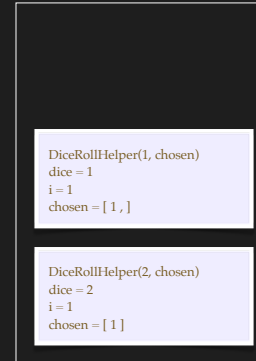 DiceRollHelper(1, chosen)
dice = 1
i = 1
chosen = [ 1 , ]
DiceRollHelper(2, chosen)
dice = 2
i = 1
chosen = [ 1 ]